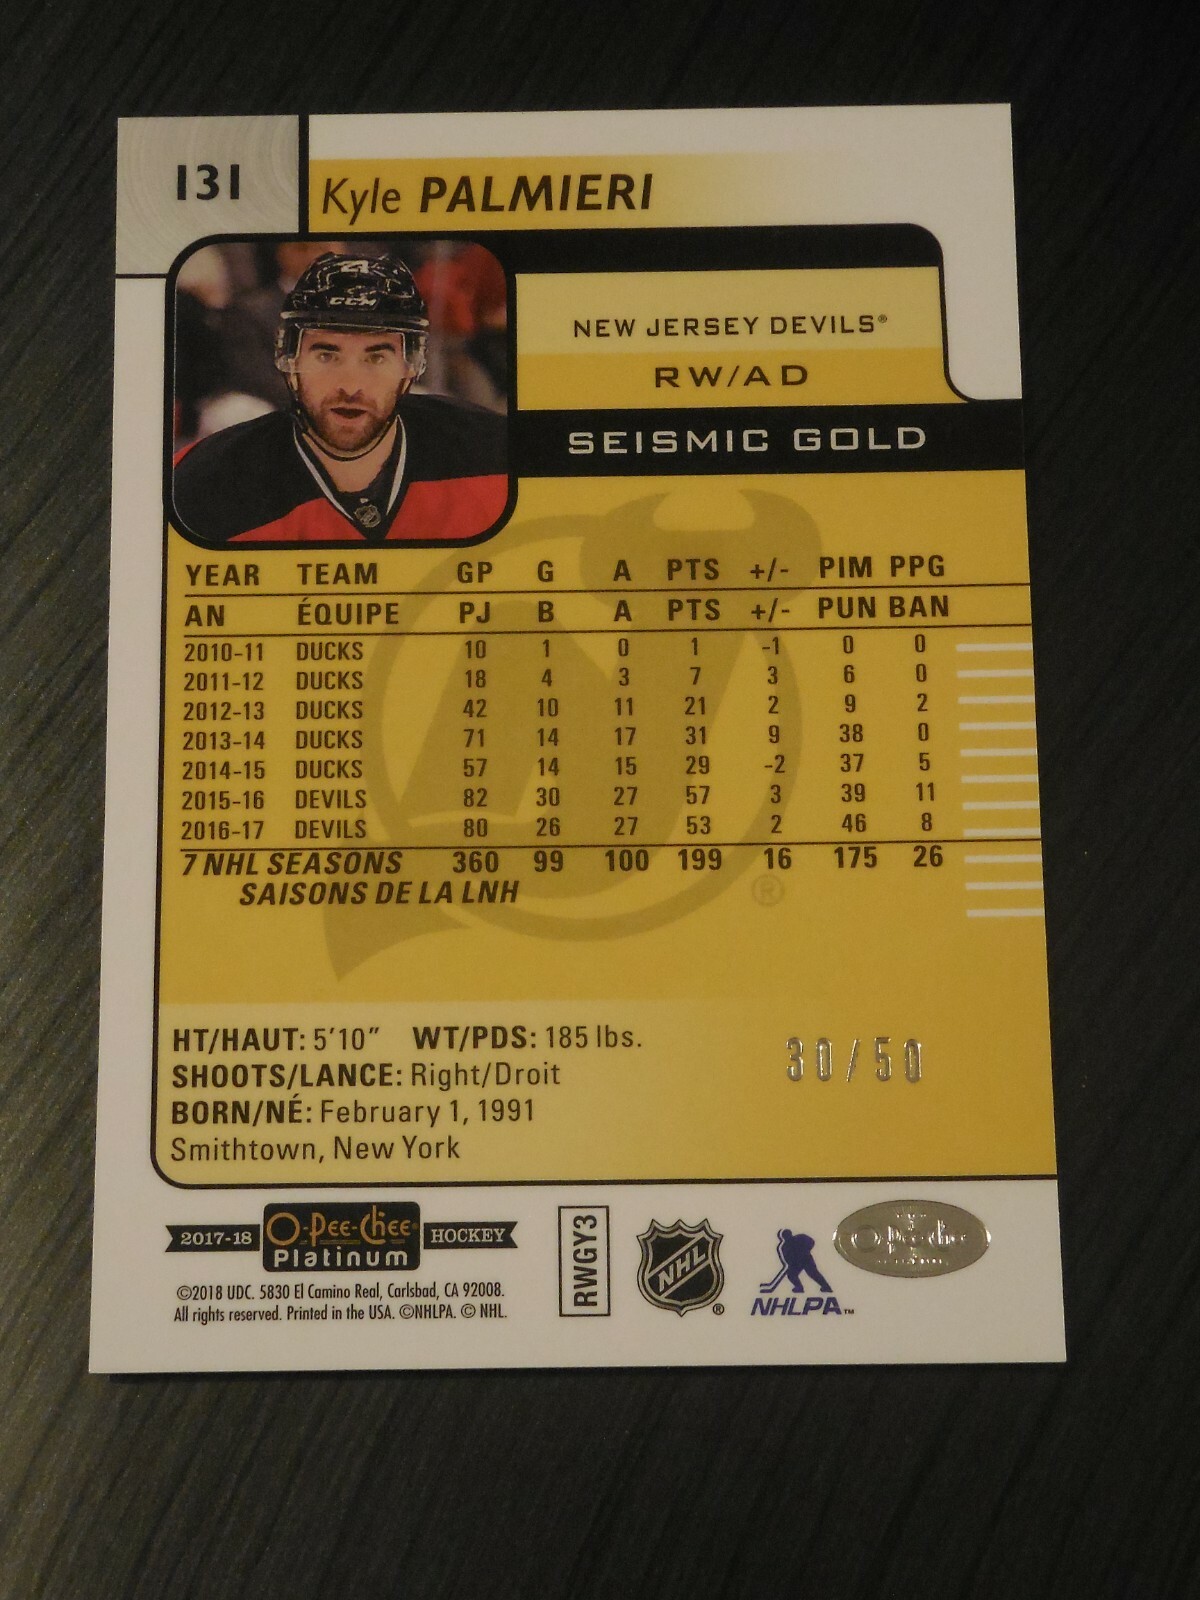 131
Kyle PALMIERI
CCM
NEW JERSEY DEVILS®
RW/AD
SEISMIC GOLD
YEAR TEAM GP G A PTS +/- PIM PPG
AN ÉQUIPE PJ B A PTS +/- PUN BAN
2010-11 DUCKS 10 1 0 1 -1 0 0
2011-12 DUCKS 18 4 3 7 3 6 0
2012-13 DUCKS 42 10 11 21 2 9 2
2013-14 DUCKS 71 14 17 31 9 38 0
2014-15 DUCKS 57 14 15 29 -2 37 5
2015-16 DEVILS 82 30 27 57 3 39 11
2016-17 DEVILS 80 26 27 53 2 46 8
7 NHL SEASONS 360 99 100 199 16 175 26
SAISONS DE LA LNH
®
HT/HAUT: 5'10" WT/PDS: 185 lbs.
SHOOTS/LANCE: Right/Droit
BORN/NÉ: February 1, 1991
Smithtown, New York
30/50
2017-18 O-Pee-Chee® Platinum HOCKEY
©2018 UDC. 5830 El Camino Real, Carlsbad, CA 92008.
All rights reserved. Printed in the USA. ©NHLPA. © NHL.
RWGY3
NHL®
NHLPA™
O-Pee-Chee